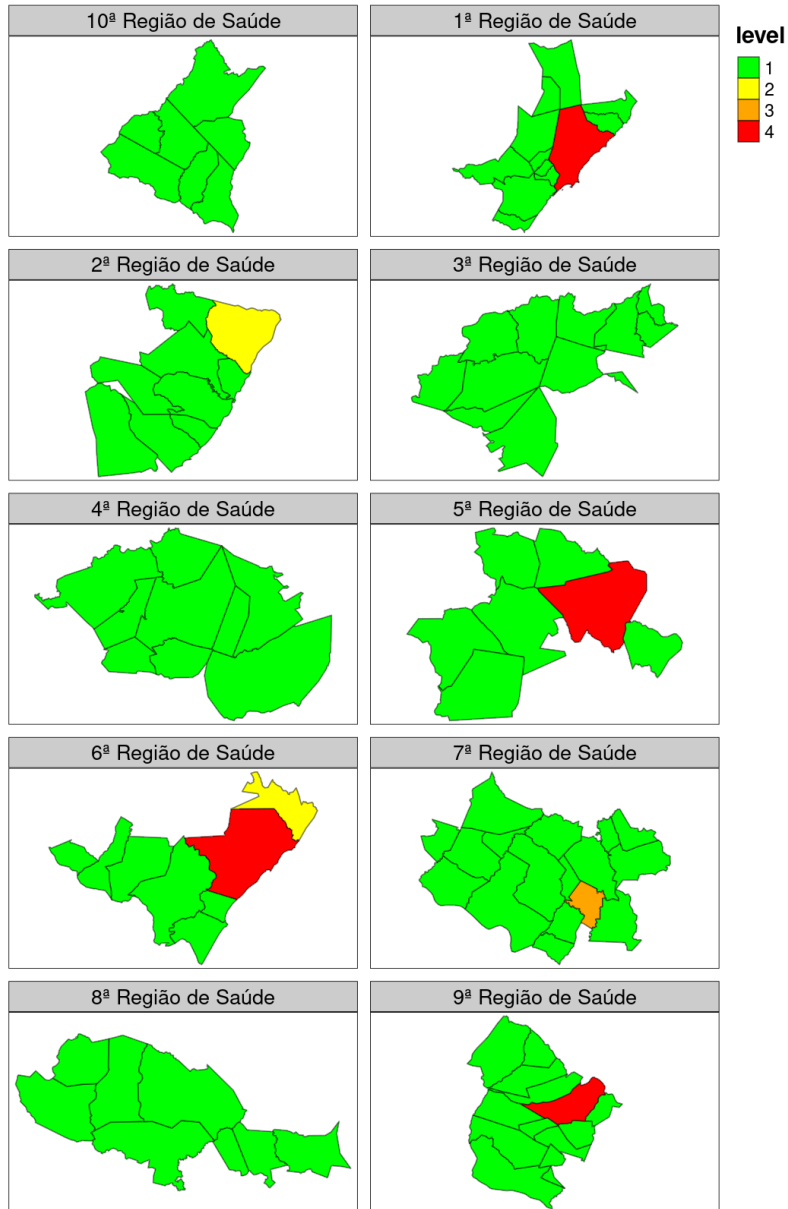 10ª Região de Saúde
1ª Região de Saúde
level
1
2
3
4
2ª Região de Saúde
3ª Região de Saúde
4ª Região de Saúde
5ª Região de Saúde
6ª Região de Saúde
7ª Região de Saúde
8ª Região de Saúde
9ª Região de Saúde